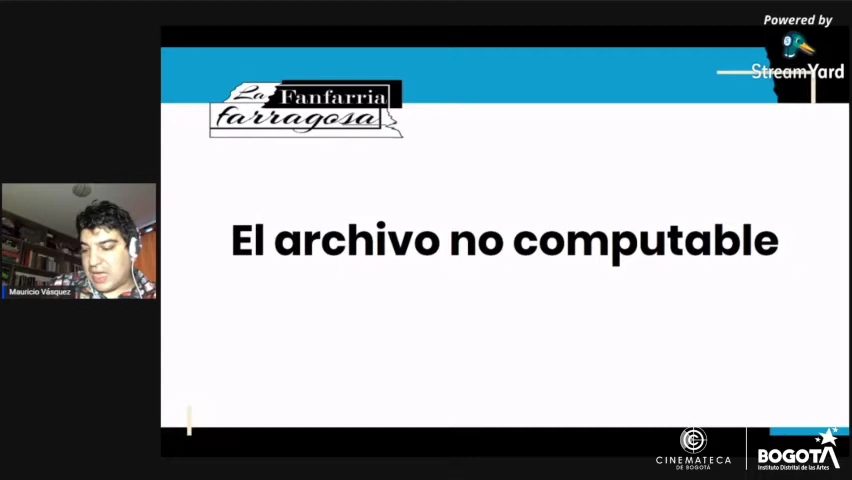 Powered by
StreamYard
La Fanfarria
farragosa
El archivo no computable
Mauricio Vásquez
CINEMATECA
DE BOGOTÁ
BOGOTÁ
Instituto Distrital de las Artes